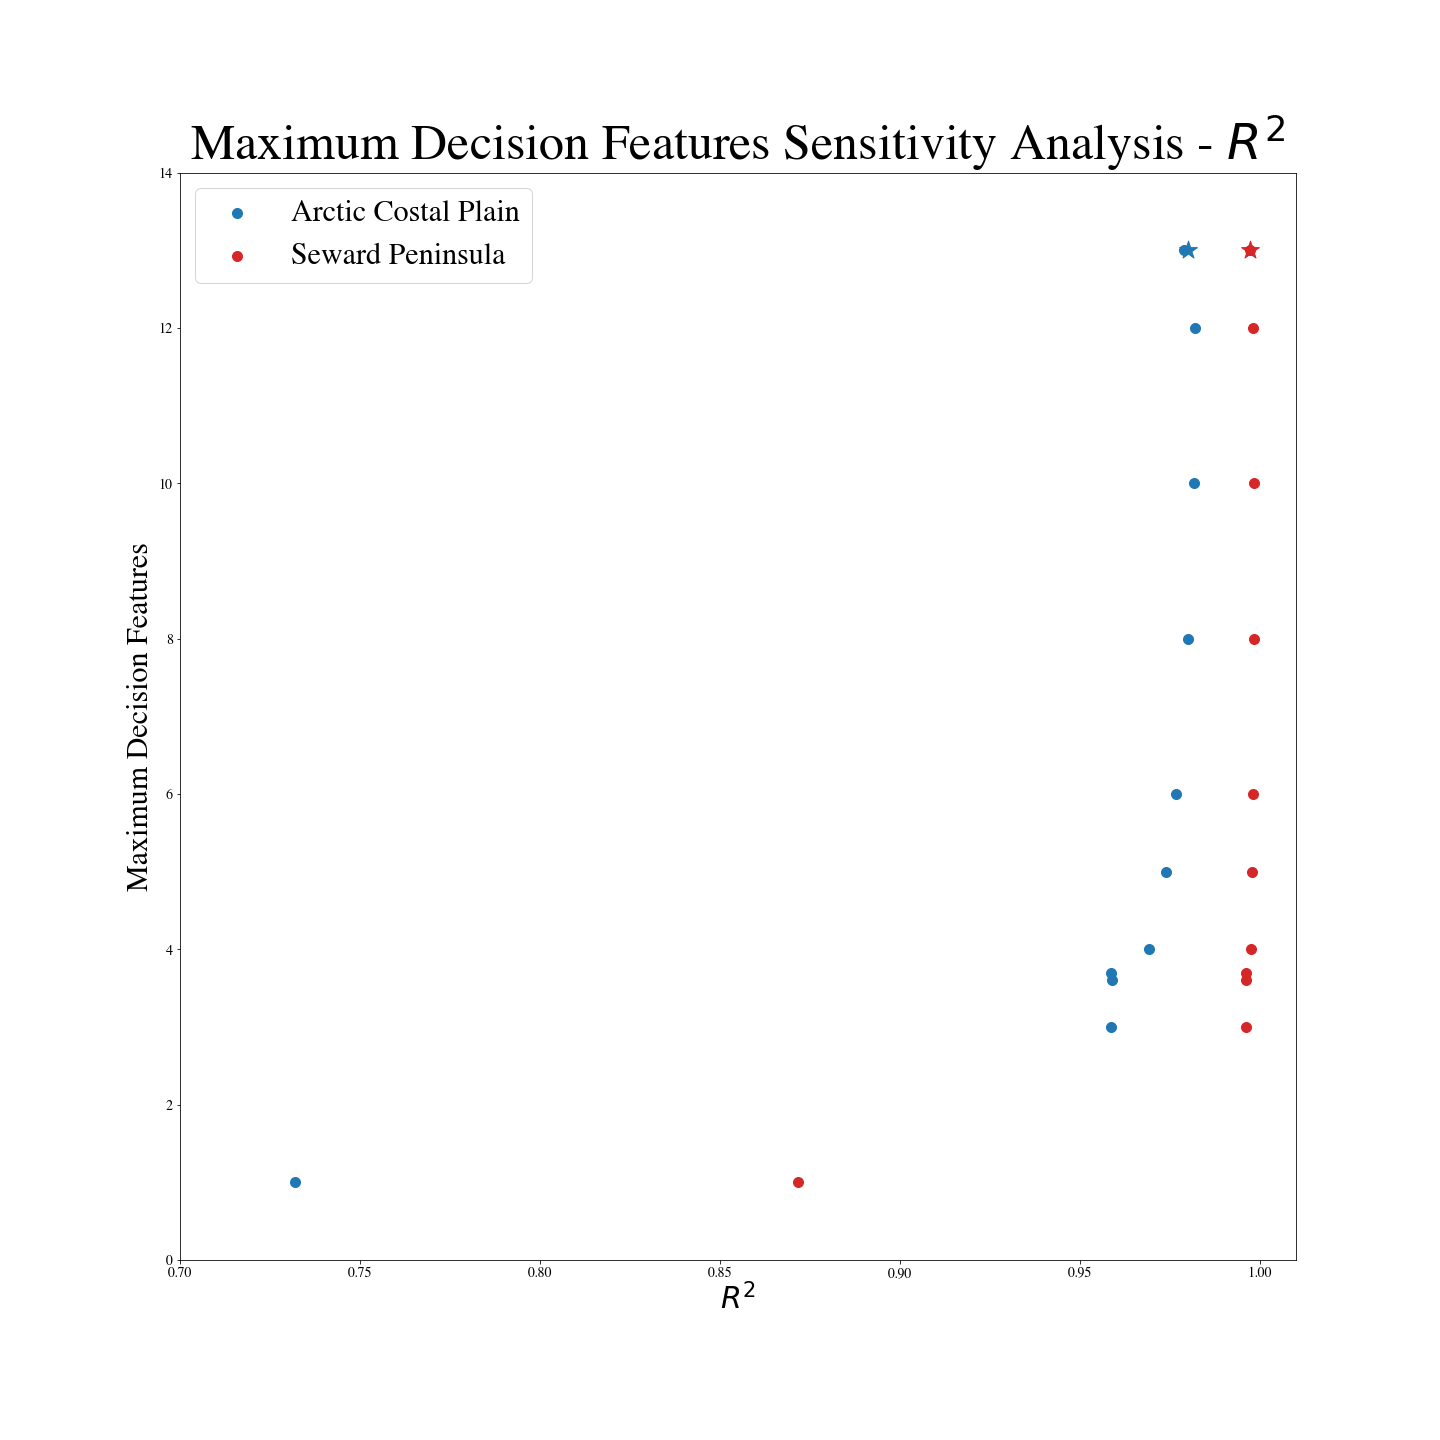 Maximum Decision Features Sensitivity Analysis - R²
14
Arctic Costal Plain
Seward Peninsula
12
10
8
6
4
2
0
Maximum Decision Features
0.70 0.75 0.80 0.85 0.90 0.95 1.00
R²